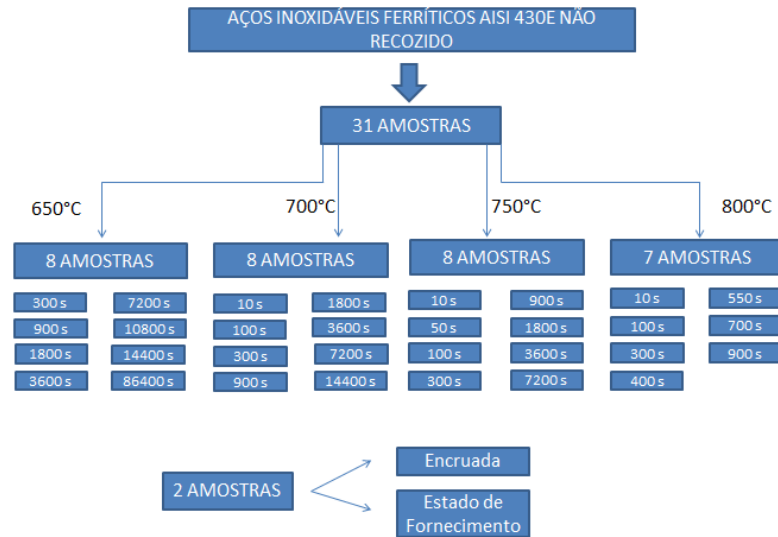 AÇOS INOXIDÁVEIS FERRÍTICOS AISI 430E NÃO
RECOZIDO
31 AMOSTRAS
650°C
700°C
750°C
800°C
8 AMOSTRAS
8 AMOSTRAS
8 AMOSTRAS
7 AMOSTRAS
300 s
900 s
1800 s
3600 s
7200 s
10800 s
14400 s
86400 s
10 s
100 s
300 s
900 s
1800 s
3600 s
7200 s
14400 s
10 s
50 s
100 s
300 s
900 s
1800 s
3600 s
7200 s
10 s
100 s
300 s
400 s
550 s
700 s
900 s
2 AMOSTRAS
Encruada
Estado de
Fornecimento